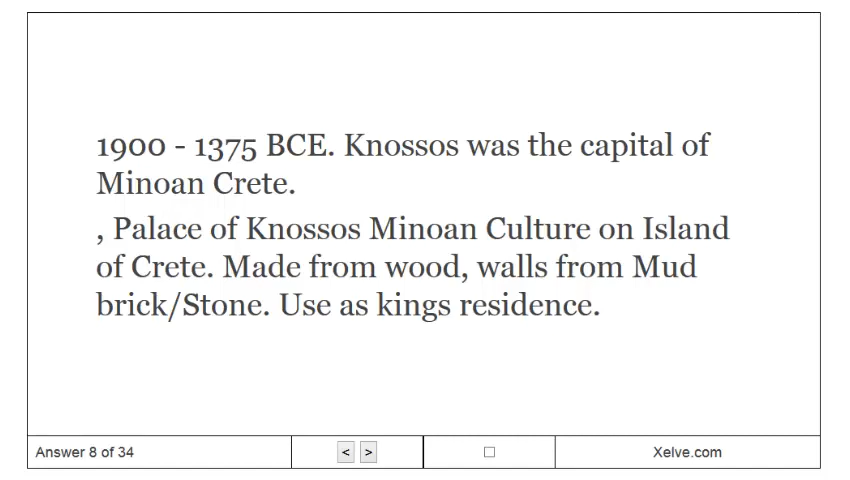 1900 - 1375 BCE. Knossos was the capital of
Minoan Crete.
, Palace of Knossos Minoan Culture on Island
of Crete. Made from wood, walls from Mud
brick/Stone. Use as kings residence.
Answer 8 of 34
< >
Xelve.com